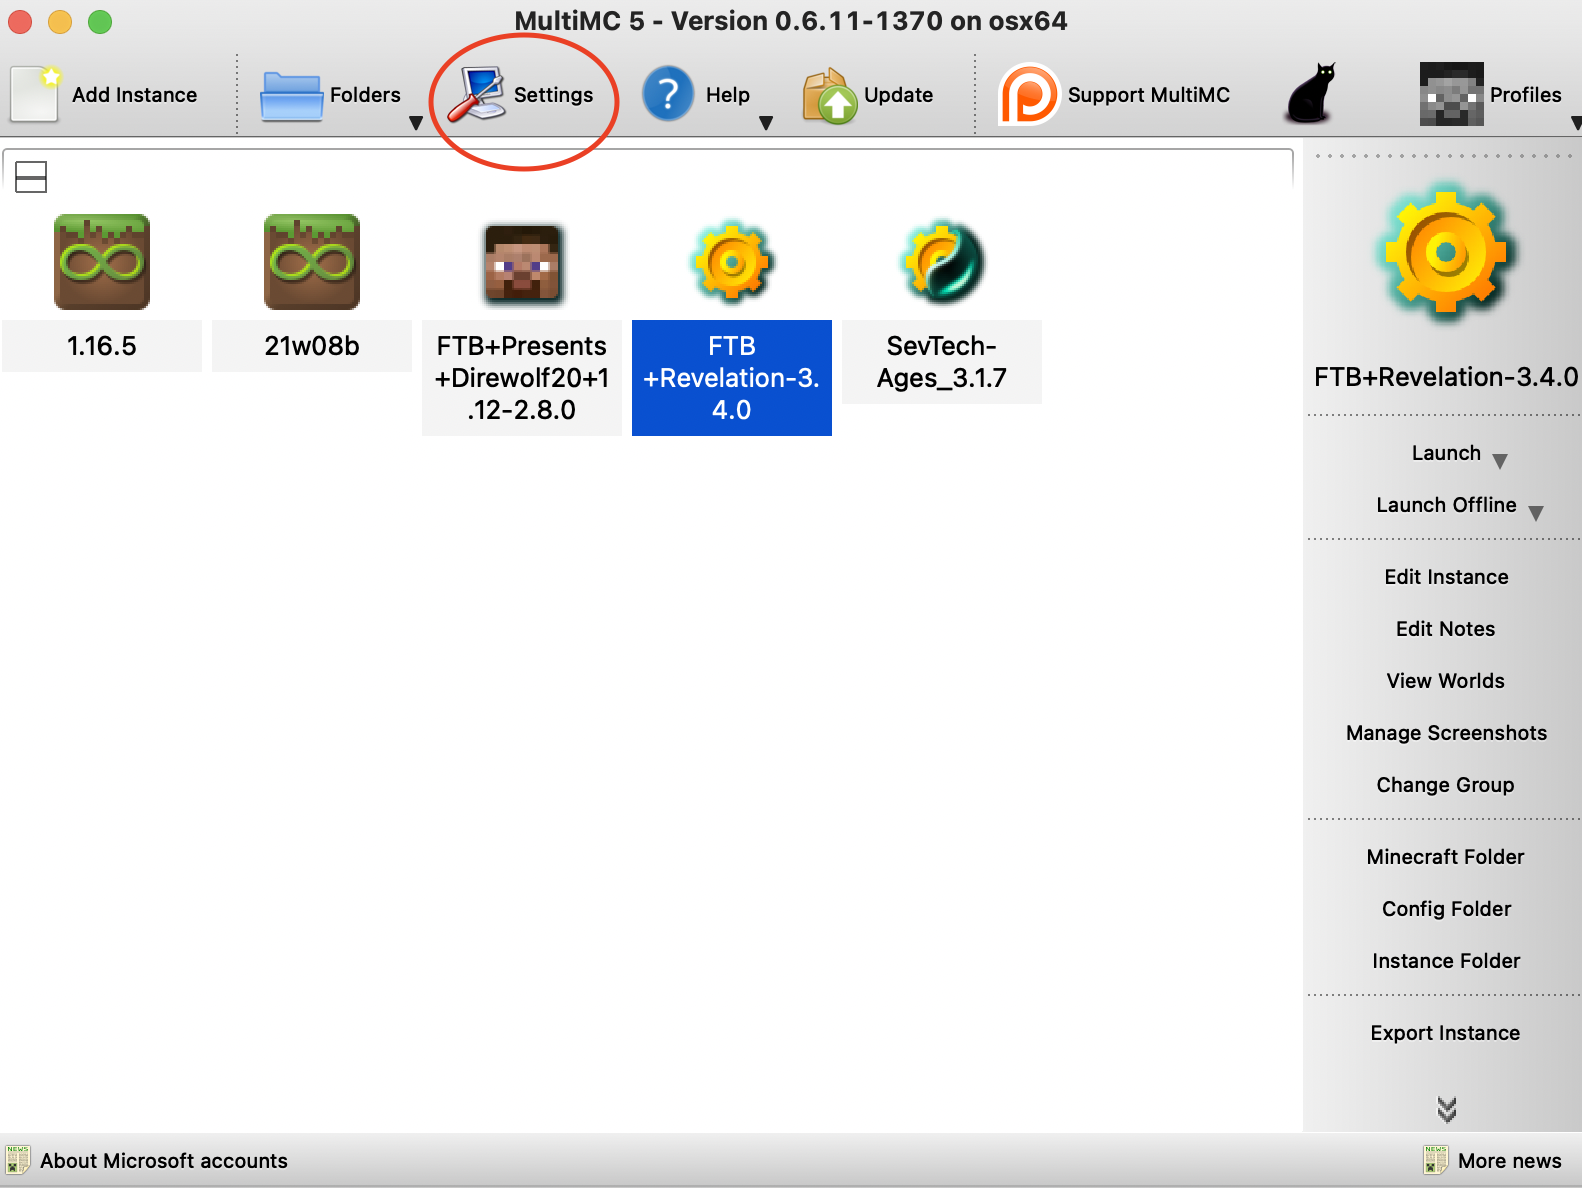 MultiMC 5 - Version 0.6.11-1370 on osx64
Add Instance
Folders
Settings
Help
Update
Support MultiMC
Profiles
1.16.5
21w08b
FTB+Presents
+Direwolf20+1
.12-2.8.0
FTB
+Revelation-3.
4.0
SevTech-
Ages_3.1.7
FTB+Revelation-3.4.0
Launch
Launch Offline
Edit Instance
Edit Notes
View Worlds
Manage Screenshots
Change Group
Minecraft Folder
Config Folder
Instance Folder
Export Instance
NEWS
About Microsoft accounts
NEWS
More news